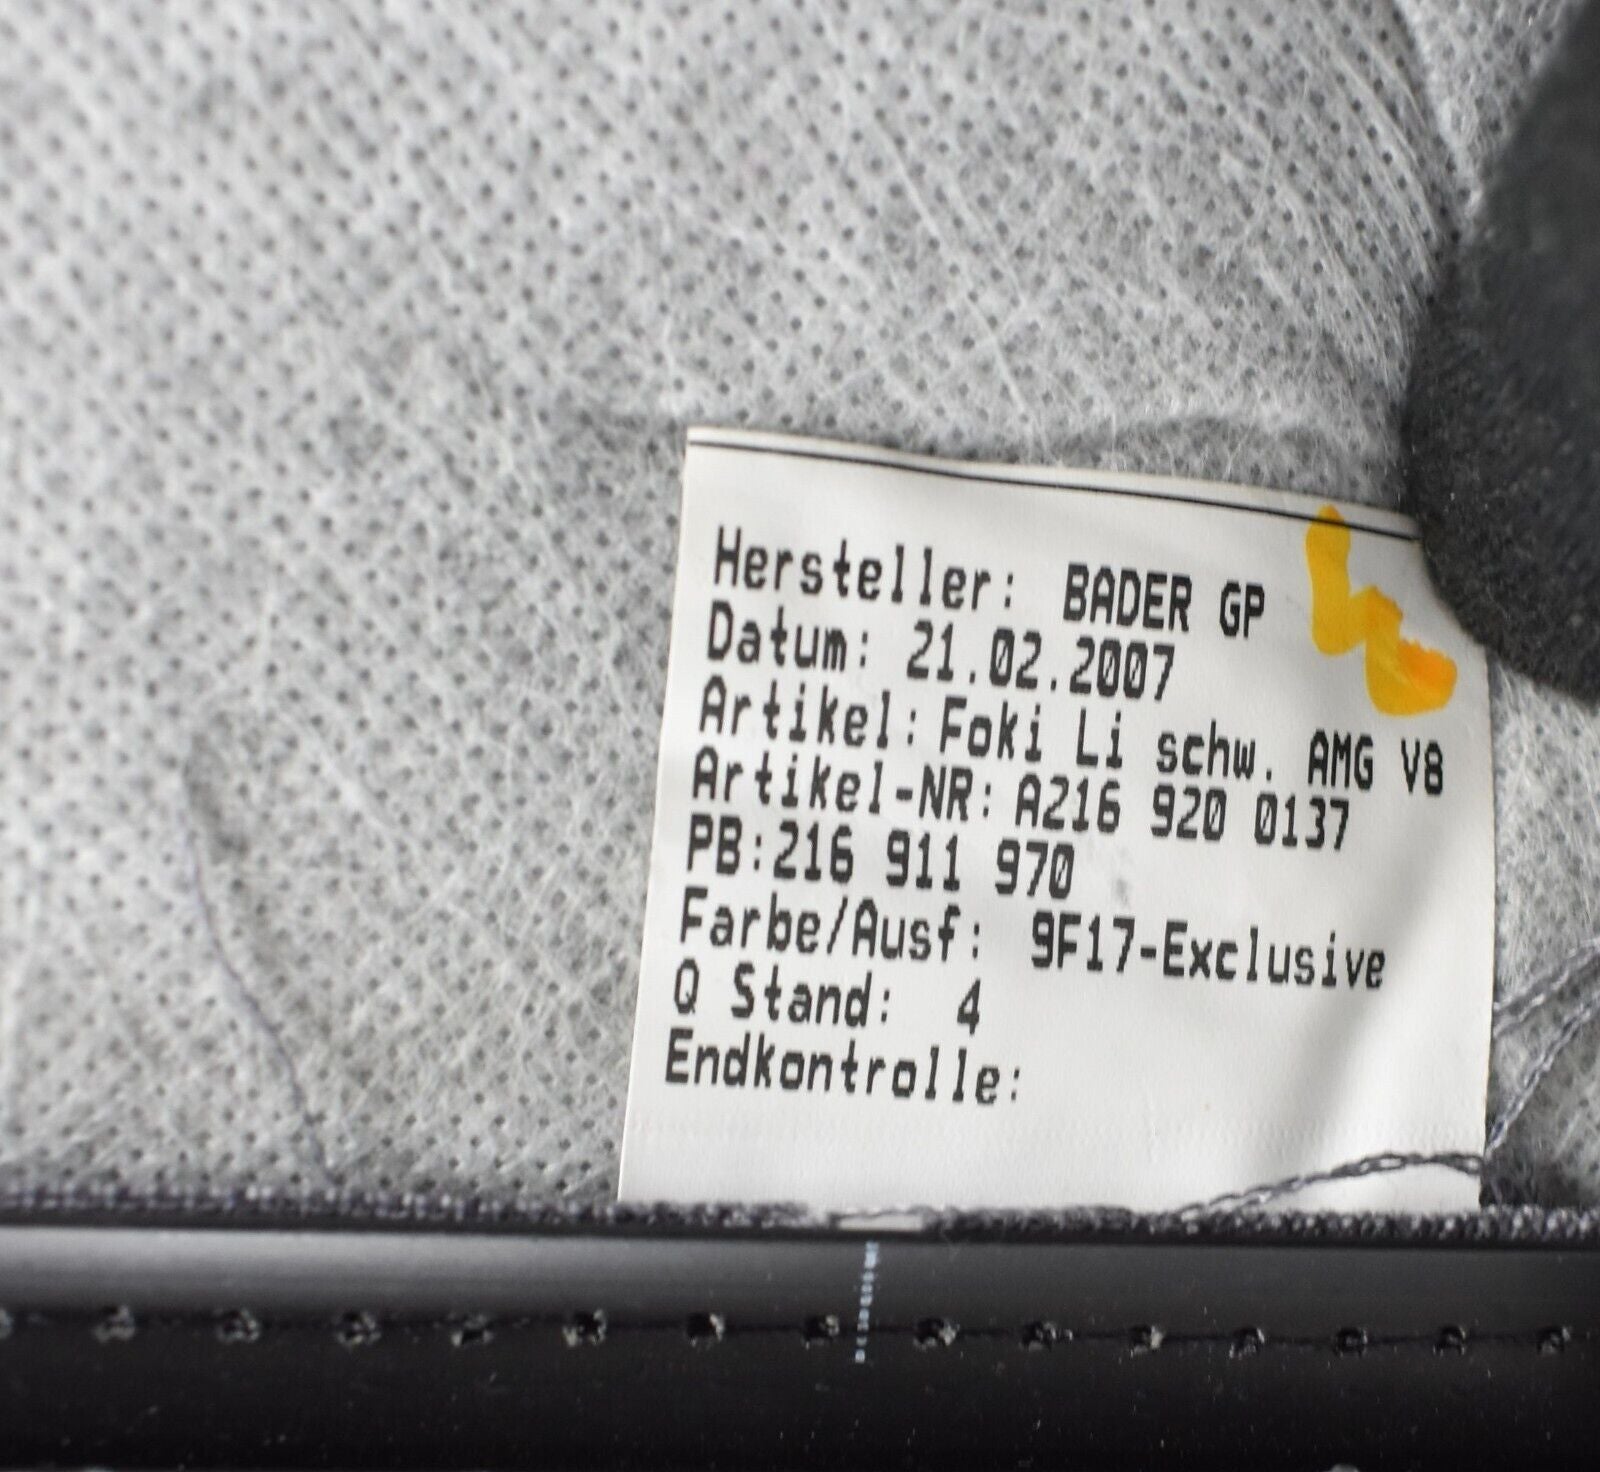 Hersteller: BADER GP
Datum: 21.02.2007
Artikel: Foki Li schw. AMG V8
Artikel-NR: A216 920 0137
PB:216 911 970
Farbe/Ausf: 9F17-Exclusive
Q Stand: 4
Endkontrolle: